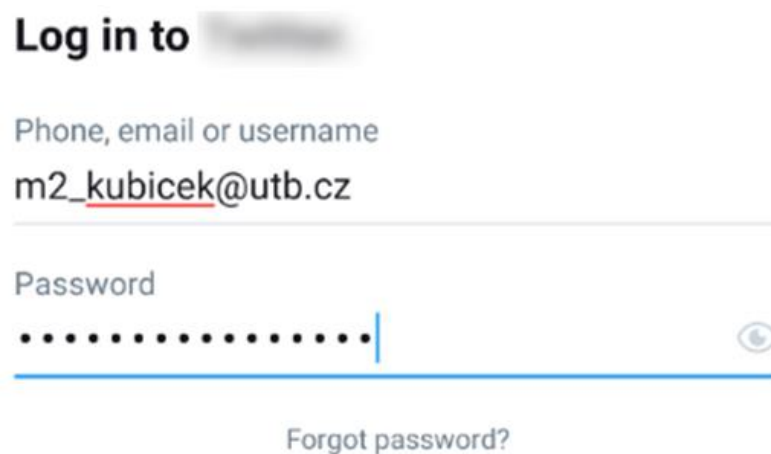 Log in to
Phone, email or username
m2_kubicek@utb.cz
Password
••••••••••••••••
Forgot password?